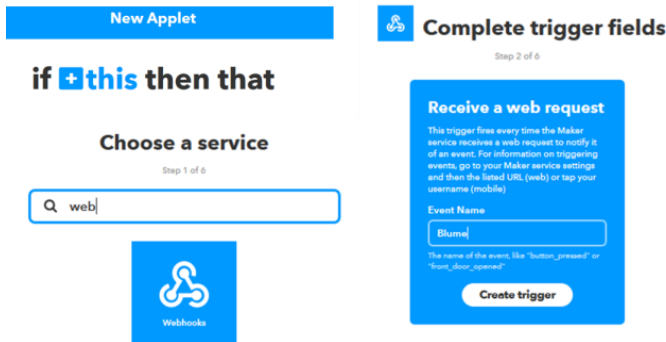 New Applet
if +this then that
Choose a service
Step 1 of 6
web
Webhooks
Complete trigger fields
Step 2 of 6
Receive a web request
This trigger fires every time the Maker
service receives a web request to notify it
of an event. For information on triggering
events, go to your Maker service settings
and then the listed URL (web) or tap your
username (mobile)
Event Name
Blume
The name of the event, like "button_pressed" or
"front_door_opened"
Create trigger